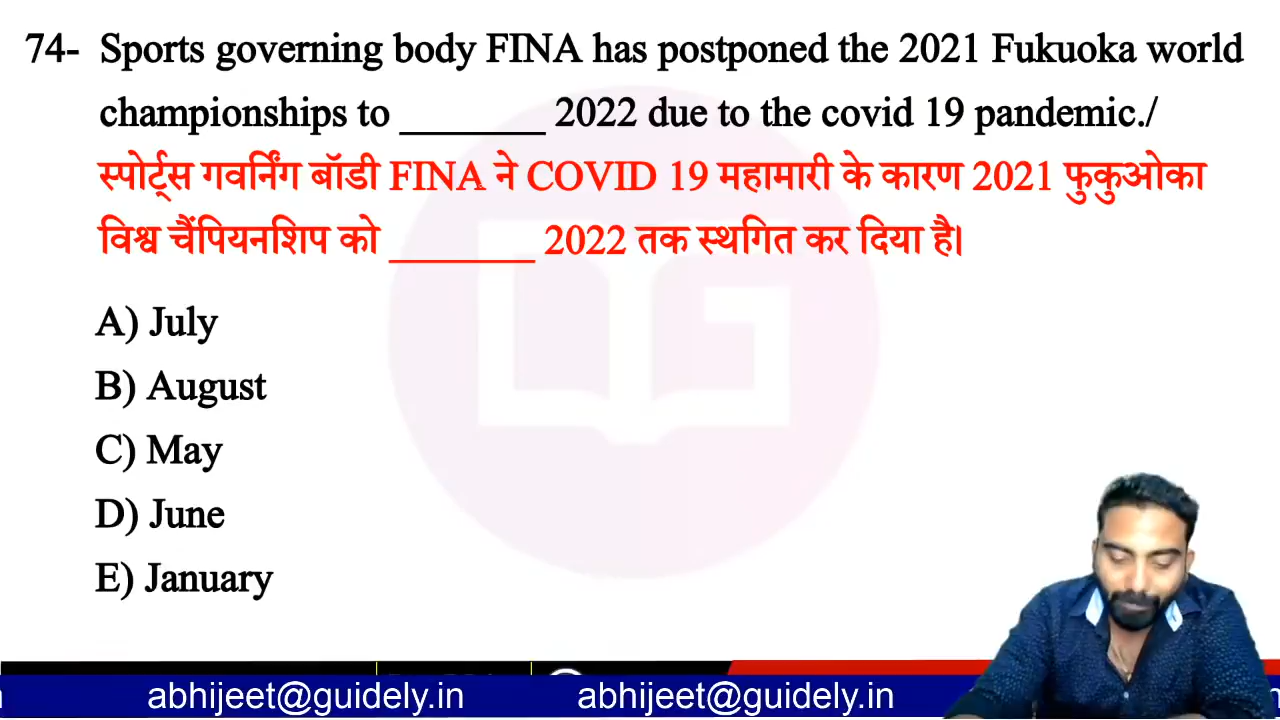 74- Sports governing body FINA has postponed the 2021 Fukuoka world
championships to _______ 2022 due to the covid 19 pandemic./
स्पोर्ट्स गवर्निंग बॉडी FINA ने COVID 19 महामारी के कारण 2021 फुकुओका
विश्व चैंपियनशिप को _______ 2022 तक स्थगित कर दिया है।
A) July
B) August
C) May
D) June
E) January
abhijeet@guidely.in abhijeet@guidely.in